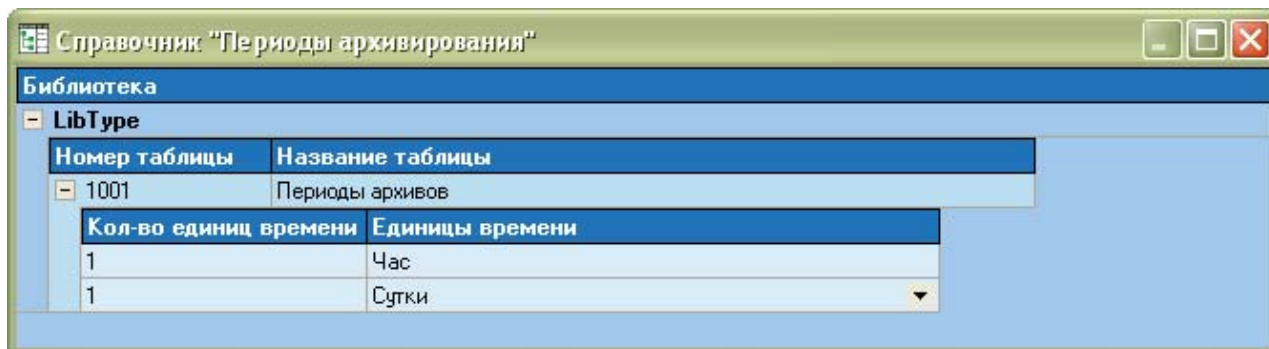 Справочник "Периоды архивирования"
Библиотека
LibType
Номер таблицы Название таблицы
1001 Периоды архивов
Кол-во единиц времени Единицы времени
1 Час
1 Сутки